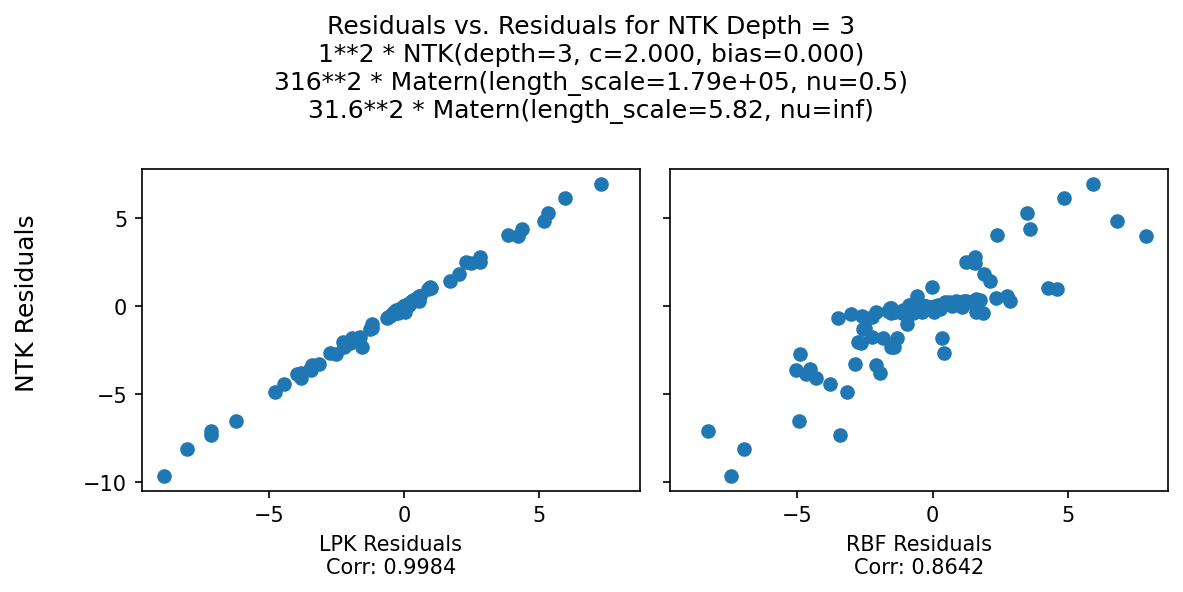 Residuals vs. Residuals for NTK Depth = 3
1**2 * NTK(depth=3, c=2.000, bias=0.000)
316**2 * Matern(length_scale=1.79e+05, nu=0.5)
31.6**2 * Matern(length_scale=5.82, nu=inf)
NTK Residuals
5
0
−5
−10
−5 0 5
LPK Residuals
Corr: 0.9984
−5 0 5
RBF Residuals
Corr: 0.8642